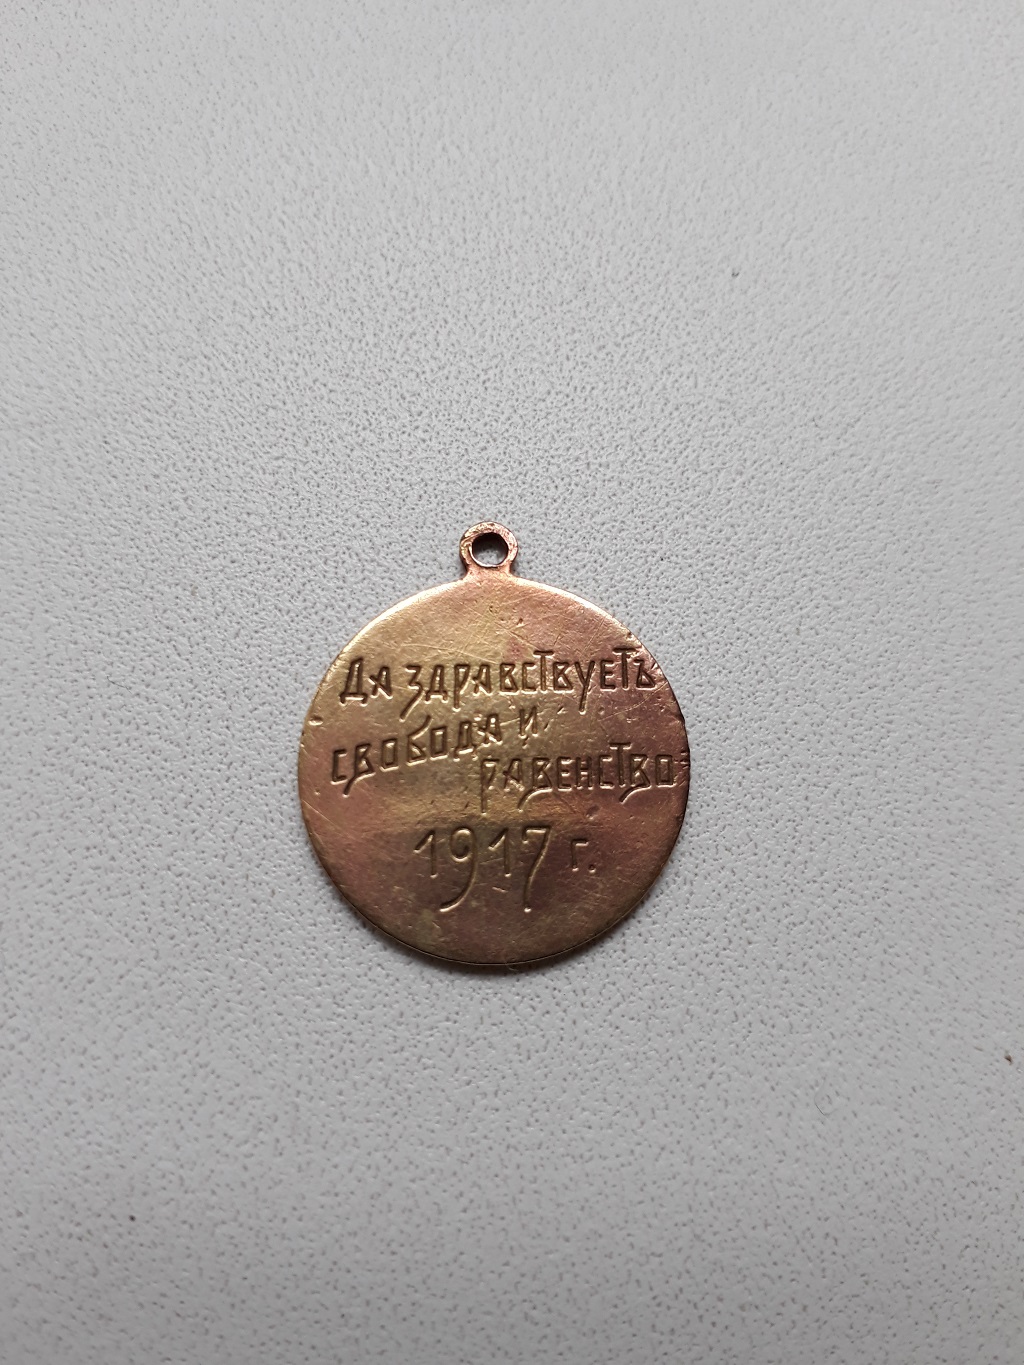 Да здравствуетъ
свобода и
равенство
1917 г.